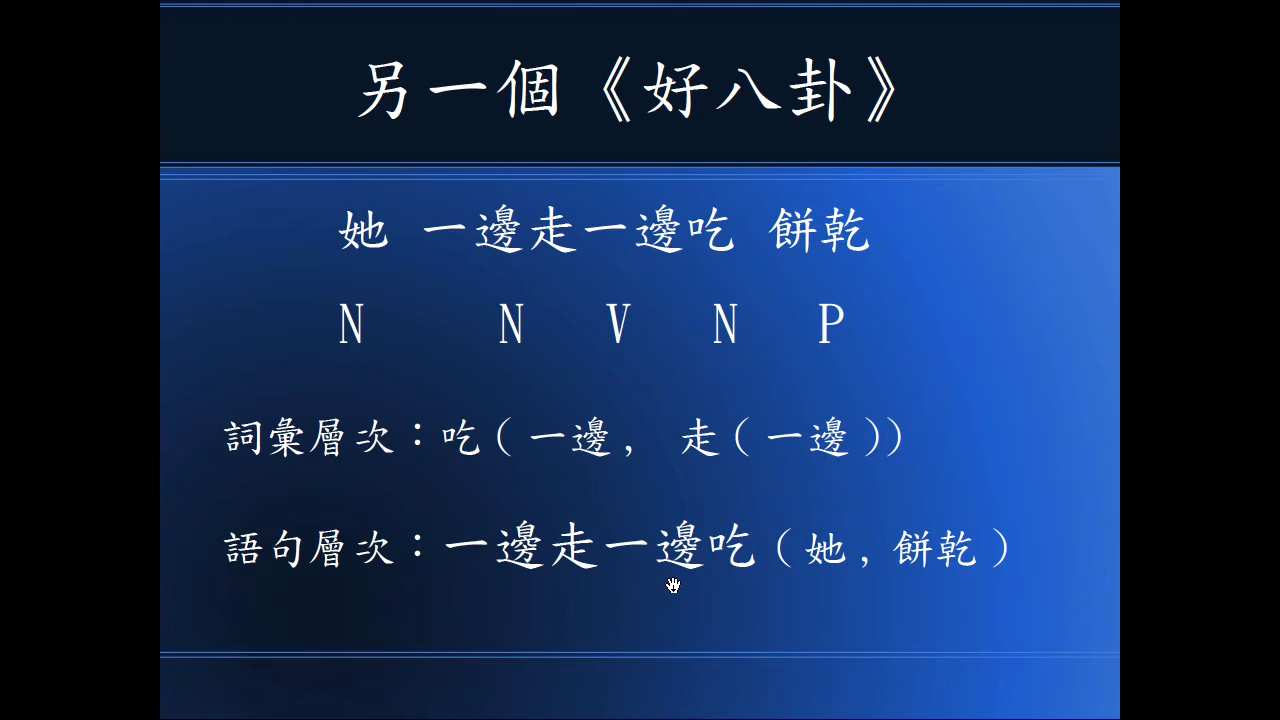 另一個《好八卦》
她 一邊走一邊吃 餅乾
N N V N P
詞彙層次：吃（一邊， 走（一邊））
語句層次：一邊走一邊吃（她，餅乾）